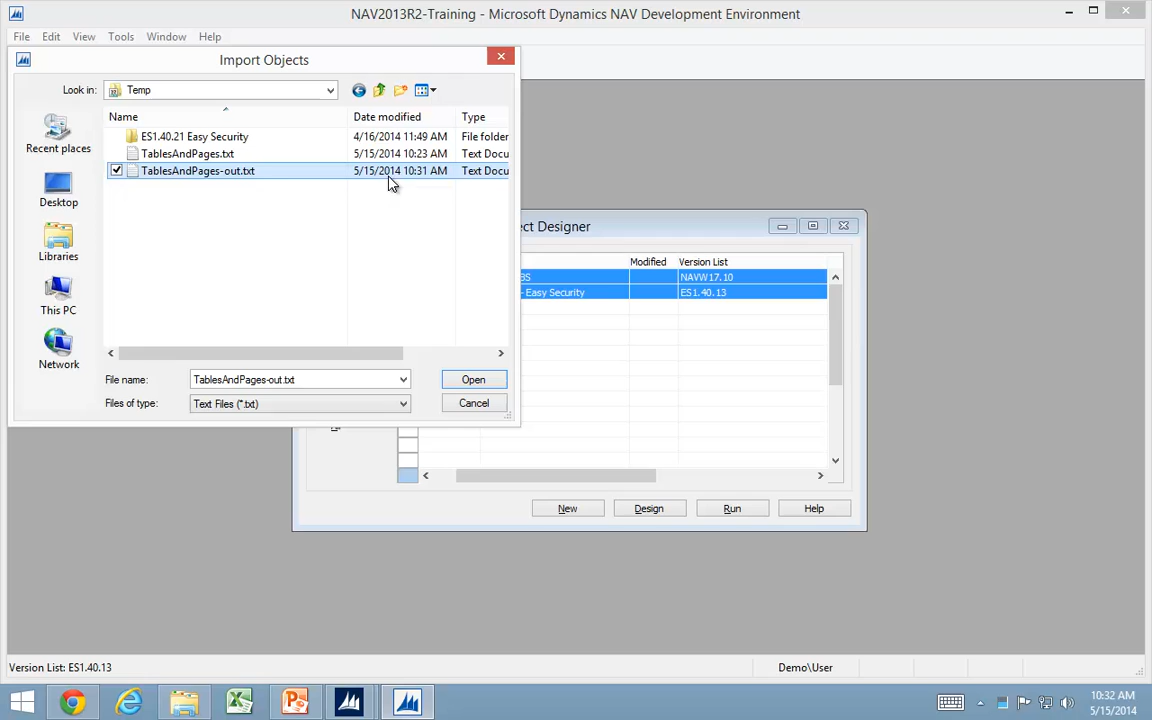 NAV2013R2-Training - Microsoft Dynamics NAV Development Environment
File Edit View Tools Window Help
Import Objects
Look in: Temp
Name Date modified Type
ES1.40.21 Easy Security 4/16/2014 11:49 AM File folder
TablesAndPages.txt 5/15/2014 10:23 AM Text Docu
TablesAndPages-out.txt 5/15/2014 10:31 AM Text Docu
Recent places
Desktop
Libraries
This PC
Network
File name: TablesAndPages-out.txt Open
Files of type: Text Files (*.txt) Cancel
ect Designer
Modified Version List
BS NAVW17.10
- Easy Security ES1.40.13
New Design Run Help
Version List: ES1.40.13 Demo\User
10:32 AM
5/15/2014